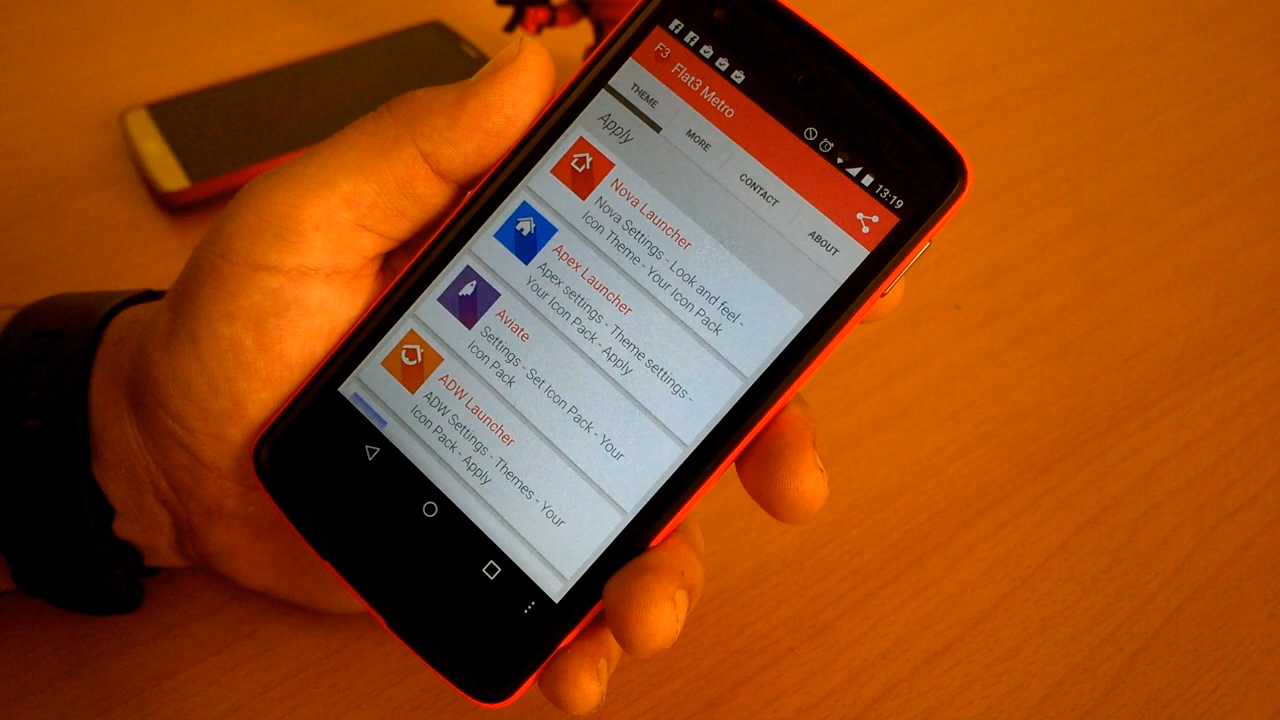 13:19
F3 Flat3 Metro
THEME
MORE
CONTACT
ABOUT
Apply
Nova Launcher
Nova Settings - Look and feel -
Icon Theme - Your Icon Pack
Apex Launcher
Apex settings - Theme settings -
Your Icon Pack - Apply
Aviate
Settings - Set Icon Pack - Your
Icon Pack
ADW Launcher
ADW Settings - Themes - Your
Icon Pack - Apply